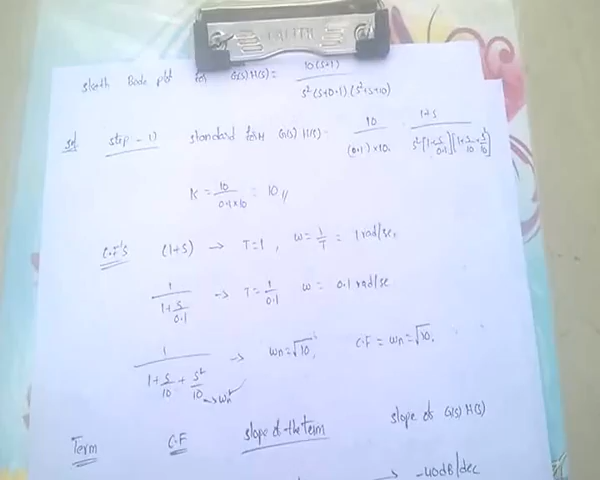 FAITH
sketch Bode plot for G(s)H(s) = 10(s+1) / s²(s+0.1)(s²+s+10)
Sol step-1) standard form G(s)H(s) = 10 / (0.1)×10 · 1+s / s²[1+s/0.1][1+s/10+s²/10]
K = 10 / 0.1×10 = 10 //
C.F's (1+s) → T=1, ω = 1/T = 1 rad/sec
1 / 1+s/0.1 → T = 1/0.1 ω = 0.1 rad/sec
1 / 1+s/10+s²/10 → ωn², → ωn = √10, C.F = ωn = √10,
Term C.F slope of the term slope of G(s)H(s)
→ -40dB/dec